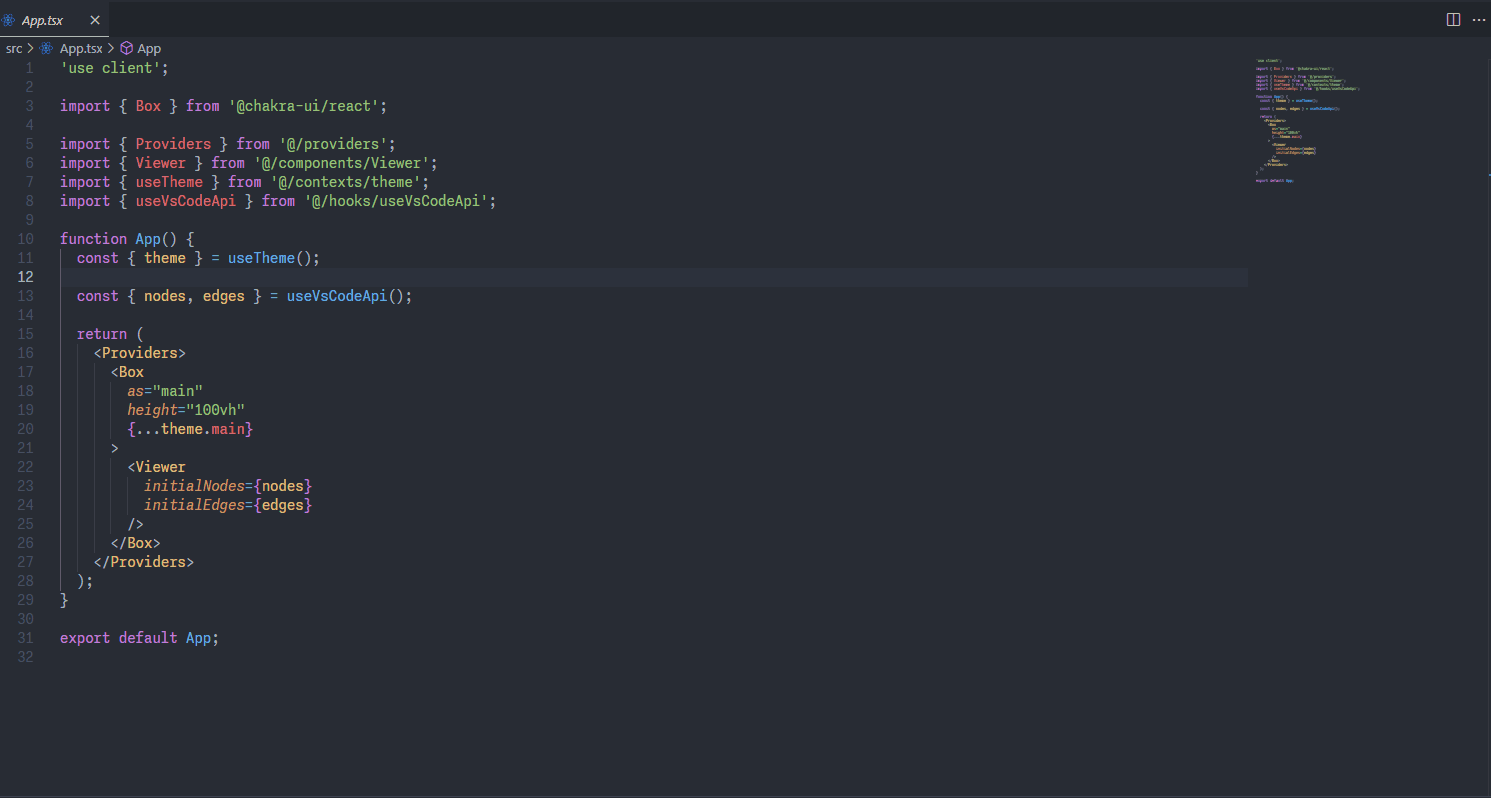 App.tsx
src > App.tsx > App
1 'use client';
2
3 import { Box } from '@chakra-ui/react';
4
5 import { Providers } from '@/providers';
6 import { Viewer } from '@/components/Viewer';
7 import { useTheme } from '@/contexts/theme';
8 import { useVsCodeApi } from '@/hooks/useVsCodeApi';
9
10 function App() {
11   const { theme } = useTheme();
12
13   const { nodes, edges } = useVsCodeApi();
14
15   return (
16     <Providers>
17       <Box
18         as="main"
19         height="100vh"
20         {...theme.main}
21       >
22         <Viewer
23           initialNodes={nodes}
24           initialEdges={edges}
25         />
26       </Box>
27     </Providers>
28   );
29 }
30
31 export default App;
32